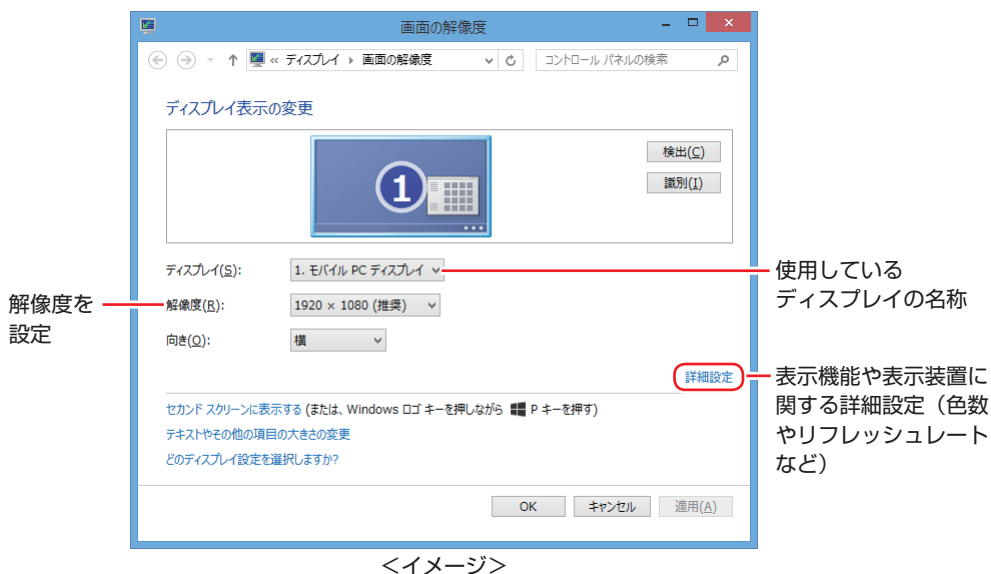 画面の解像度
« ディスプレイ ▸ 画面の解像度
コントロール パネルの検索
ディスプレイ表示の変更
1
検出(C)
識別(I)
ディスプレイ(S): 1. モバイル PC ディスプレイ
使用している
ディスプレイの名称
解像度を
設定
解像度(R): 1920 × 1080 (推奨)
向き(O): 横
詳細設定
表示機能や表示装置に
関する詳細設定（色数
やリフレッシュレート
など）
セカンド スクリーンに表示する (または、Windows ロゴ キーを押しながら P キーを押す)
テキストやその他の項目の大きさの変更
どのディスプレイ設定を選択しますか?
OK キャンセル 適用(A)
＜イメージ＞